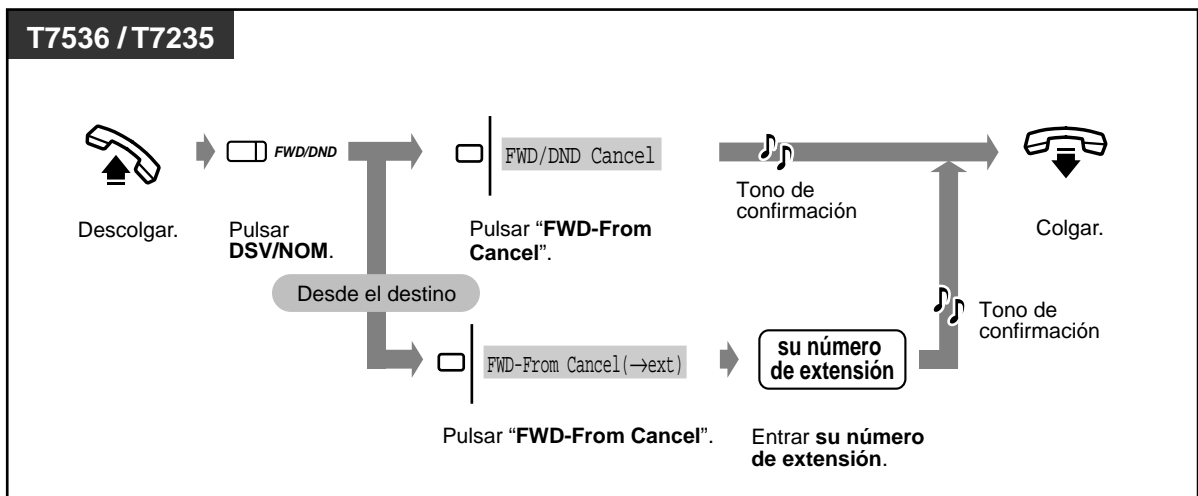 T7536 / T7235
FWD/DND
FWD/DND Cancel
Descolgar.
Pulsar
DSV/NOM.
Pulsar “FWD-From
Cancel”.
Tono de
confirmación
Colgar.
Desde el destino
FWD-From Cancel(→ext)
su número
de extensión
Tono de
confirmación
Pulsar “FWD-From Cancel”.
Entrar su número
de extensión.